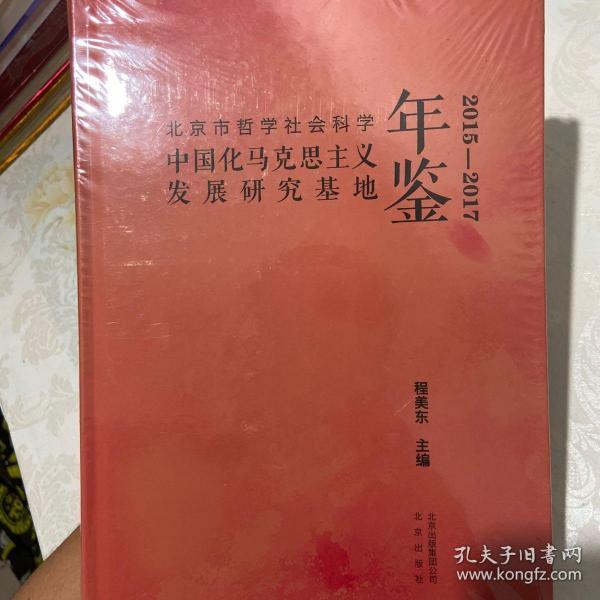 北京市哲学社会科学
中国化马克思主义
发展研究基地
年鉴
2015—2017
程美东 主编
北京出版集团公司
北京出版社
孔夫子旧书网
www.kongfz.com